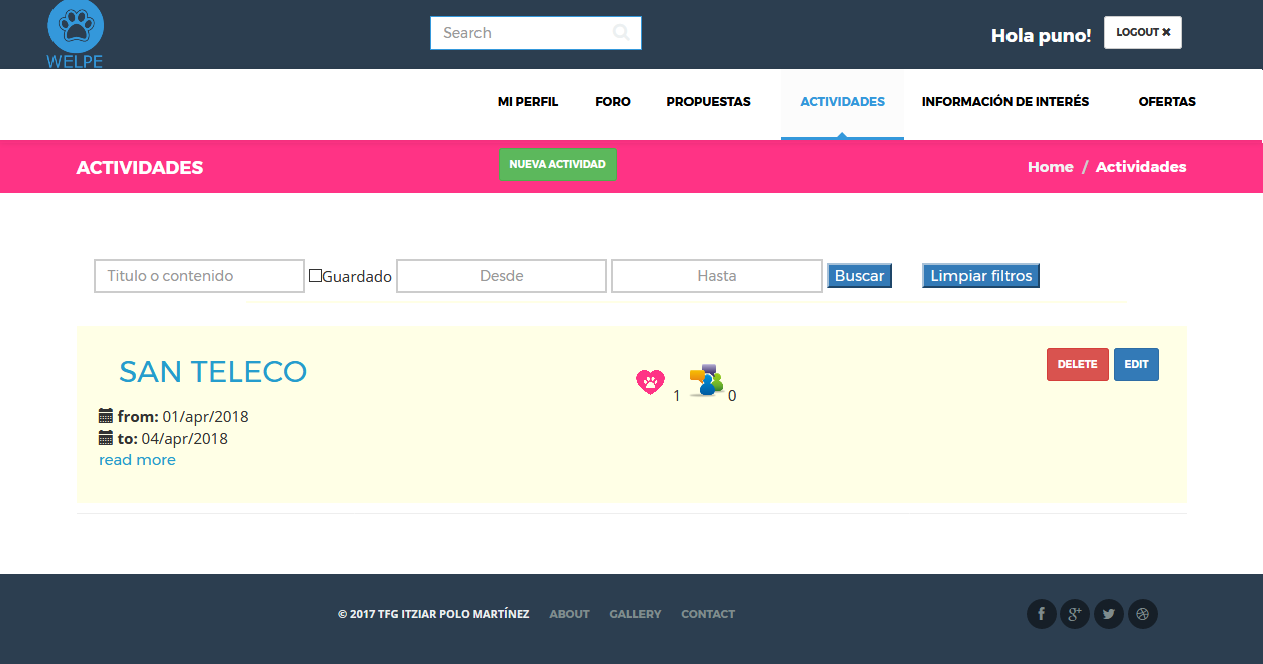 WELPE
Search
Hola puno!
LOGOUT ✖
MI PERFIL FORO PROPUESTAS ACTIVIDADES INFORMACIÓN DE INTERÉS OFERTAS
ACTIVIDADES
NUEVA ACTIVIDAD
Home / Actividades
Titulo o contenido
Guardado
Desde
Hasta
Buscar
Limpiar filtros
SAN TELECO
1
0
DELETE
EDIT
from: 01/apr/2018
to: 04/apr/2018
read more
© 2017 TFG ITZIAR POLO MARTÍNEZ ABOUT GALLERY CONTACT